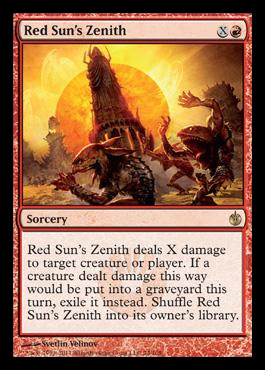 Red Sun's Zenith X
Sorcery
Red Sun's Zenith deals X damage
to target creature or player. If a
creature dealt damage this way
would be put into a graveyard this
turn, exile it instead. Shuffle Red
Sun's Zenith into its owner's library.
Svetlin Velinov